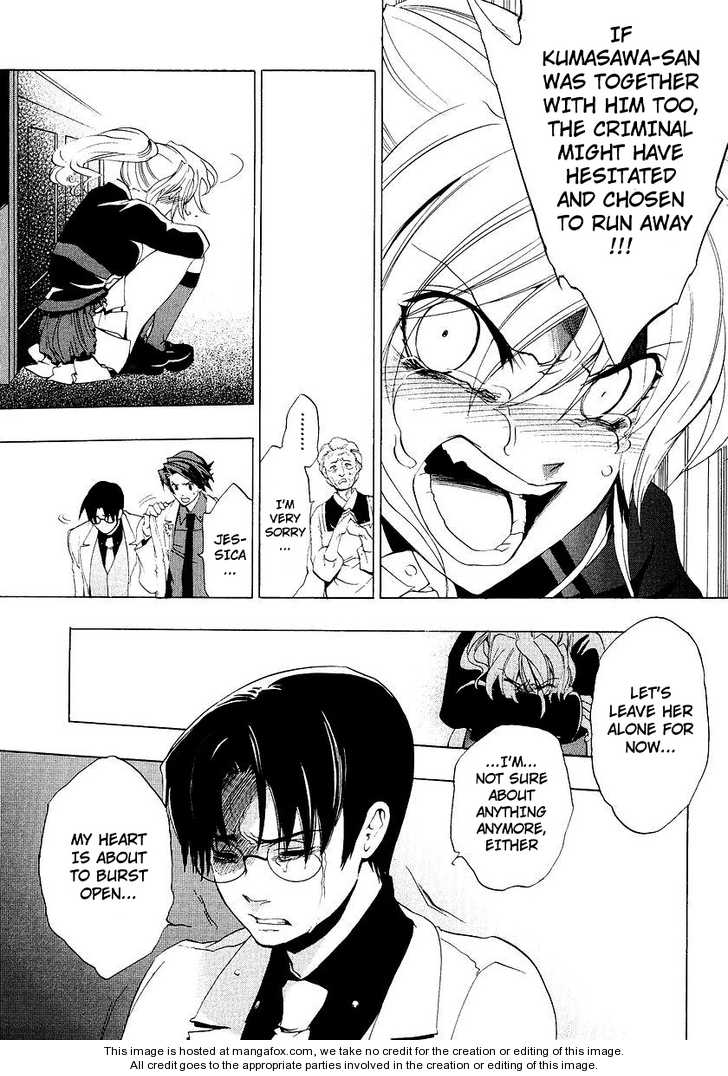 IF
KUMASAWA-SAN
WAS TOGETHER
WITH HIM TOO,
THE CRIMINAL
MIGHT HAVE
HESITATED
AND CHOSEN
TO RUN AWAY
!!!
.........
I'M
VERY
SORRY
...
JES-
SICA
...
LET'S
LEAVE HER
ALONE FOR
NOW...
...I'M...
NOT SURE
ABOUT
ANYTHING
ANYMORE,
EITHER
MY HEART
IS ABOUT
TO BURST
OPEN...
This image is hosted at mangafox.com, we take no credit for the creation or editing of this image.
All credit goes to the appropriate parties involved in the creation or editing of this image.